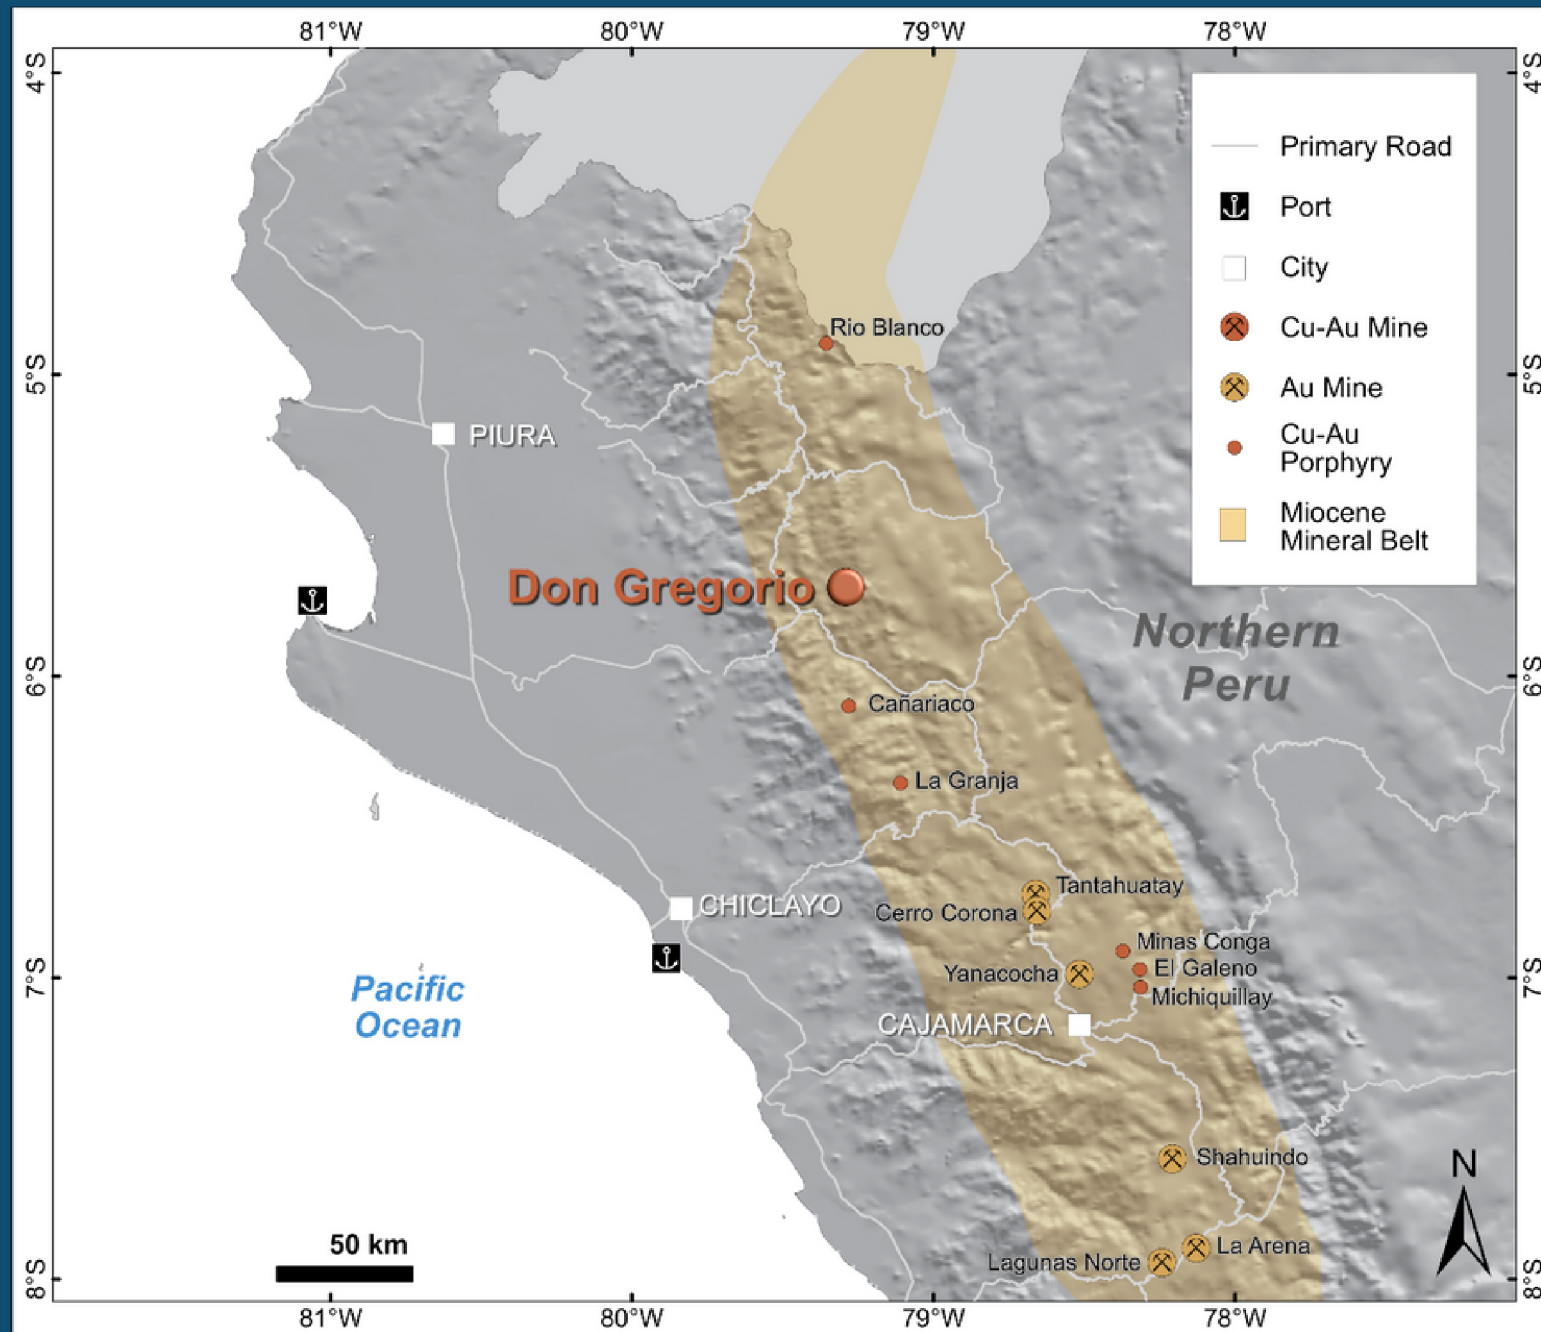 81°W
80°W
79°W
78°W
4°S
4°S
Primary Road
Port
City
Cu-Au Mine
Au Mine
Cu-Au
Porphyry
Miocene
Mineral Belt
Rio Blanco
5°S
5°S
PIURA
Don Gregorio
Northern
Peru
6°S
6°S
Cañariaco
La Granja
Tantahuatay
CHICLAYO
Cerro Corona
Minas Conga
El Galeno
Yanacocha
Michiquillay
7°S
7°S
Pacific
Ocean
CAJAMARCA
Shahuindo
N
50 km
La Arena
Lagunas Norte
8°S
8°S
81°W
80°W
79°W
78°W